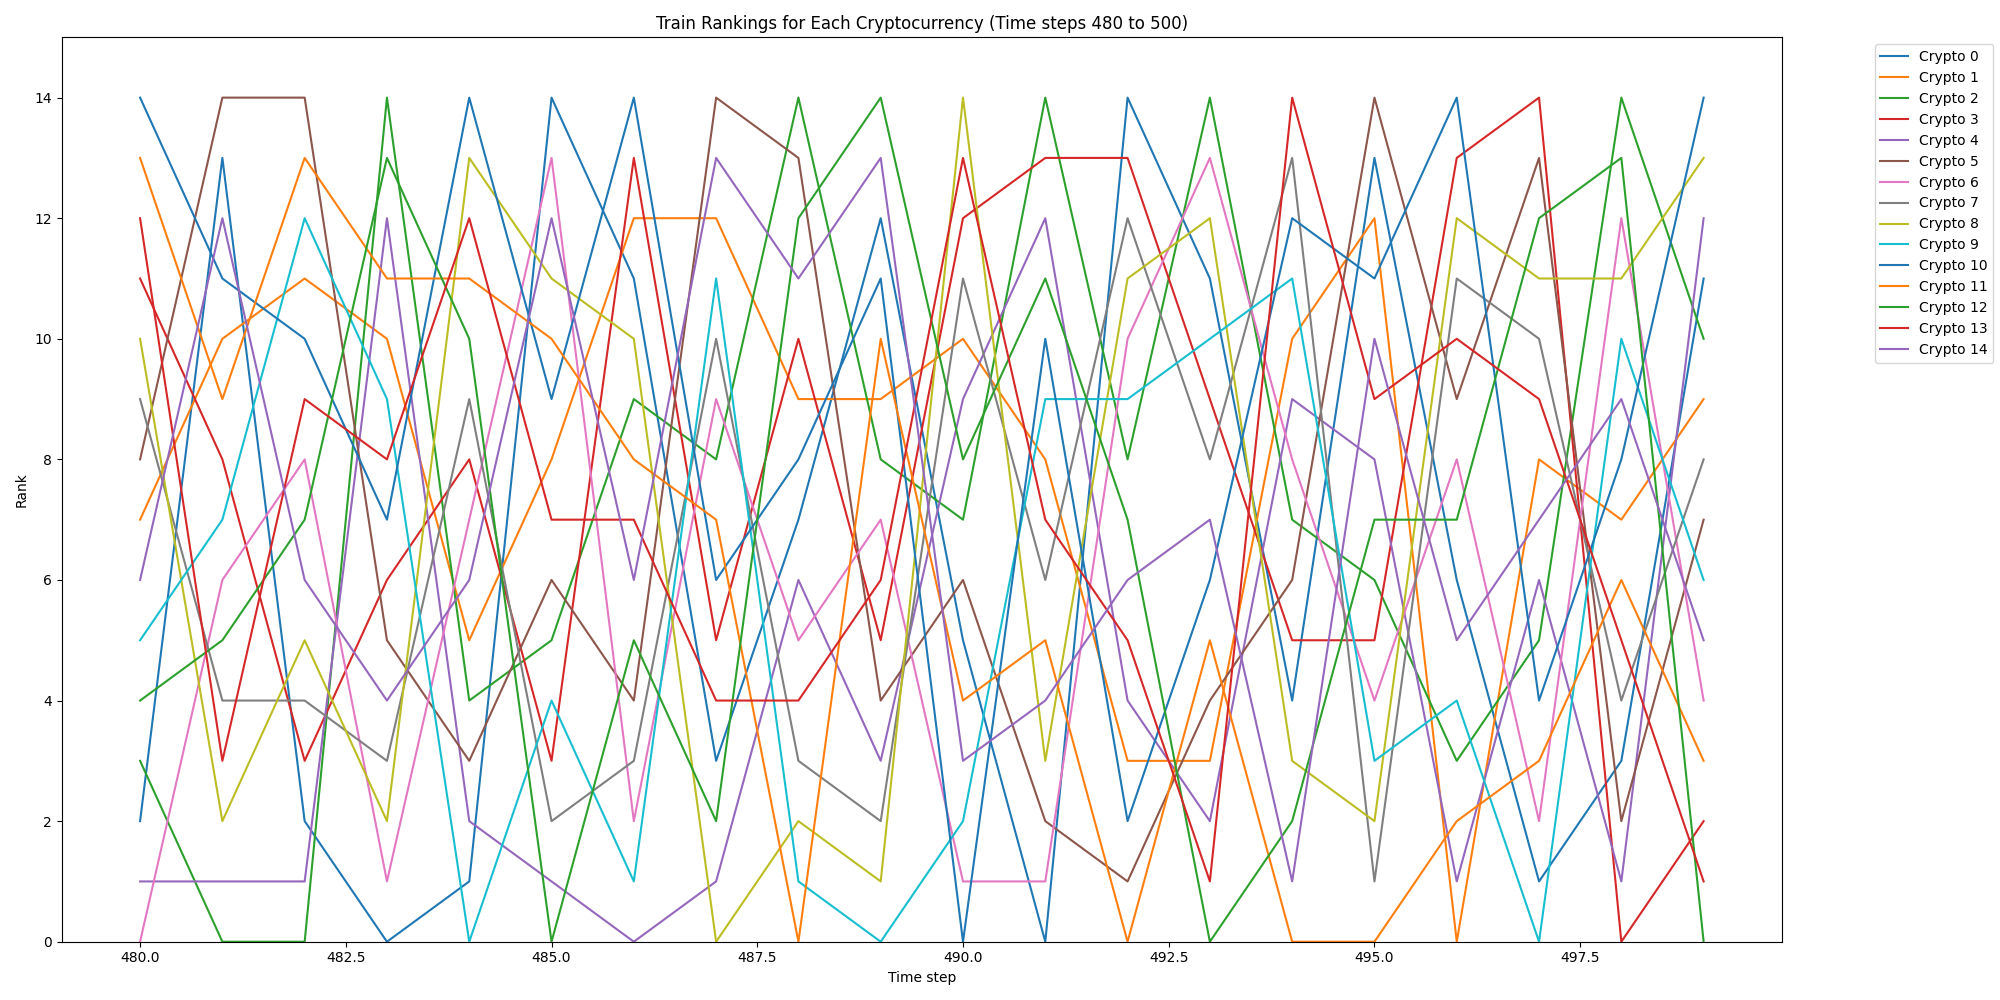 Train Rankings for Each Cryptocurrency (Time steps 480 to 500)
Rank
14
12
10
8
6
4
2
0
480.0 482.5 485.0 487.5 490.0 492.5 495.0 497.5
Time step
Crypto 0
Crypto 1
Crypto 2
Crypto 3
Crypto 4
Crypto 5
Crypto 6
Crypto 7
Crypto 8
Crypto 9
Crypto 10
Crypto 11
Crypto 12
Crypto 13
Crypto 14